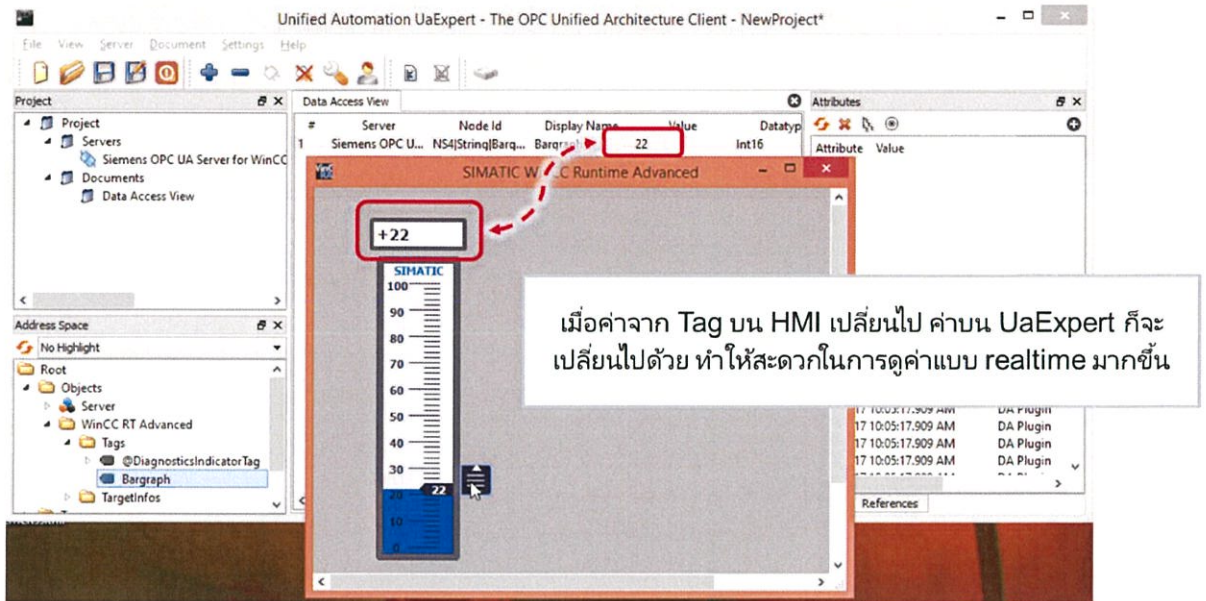 Unified Automation UaExpert - The OPC Unified Architecture Client - NewProject*
File View Server Document Settings Help
Project
Project
Servers
Siemens OPC UA Server for WinCC
Documents
Data Access View
Data Access View
# Server Node Id Display Name Value Datatyp
1 Siemens OPC U... NS4|String|Barg... Bargraph 22 Int16
Attributes
Attribute Value
SIMATIC WinCC Runtime Advanced
+22
SIMATIC
100
90
80
70
60
50
40
30
20
22
10
0
เมื่อค่าจาก Tag บน HMI เปลี่ยนไป ค่าบน UaExpert ก็จะ
เปลี่ยนไปด้วย ทำให้สะดวกในการดูค่าแบบ realtime มากขึ้น
Address Space
No Highlight
Root
Objects
Server
WinCC RT Advanced
Tags
@DiagnosticsIndicatorTag
Bargraph
TargetInfos
17 10:05:17.909 AM DA Plugin
17 10:05:17.909 AM DA Plugin
17 10:05:17.909 AM DA Plugin
17 10:05:17.909 AM DA Plugin
References